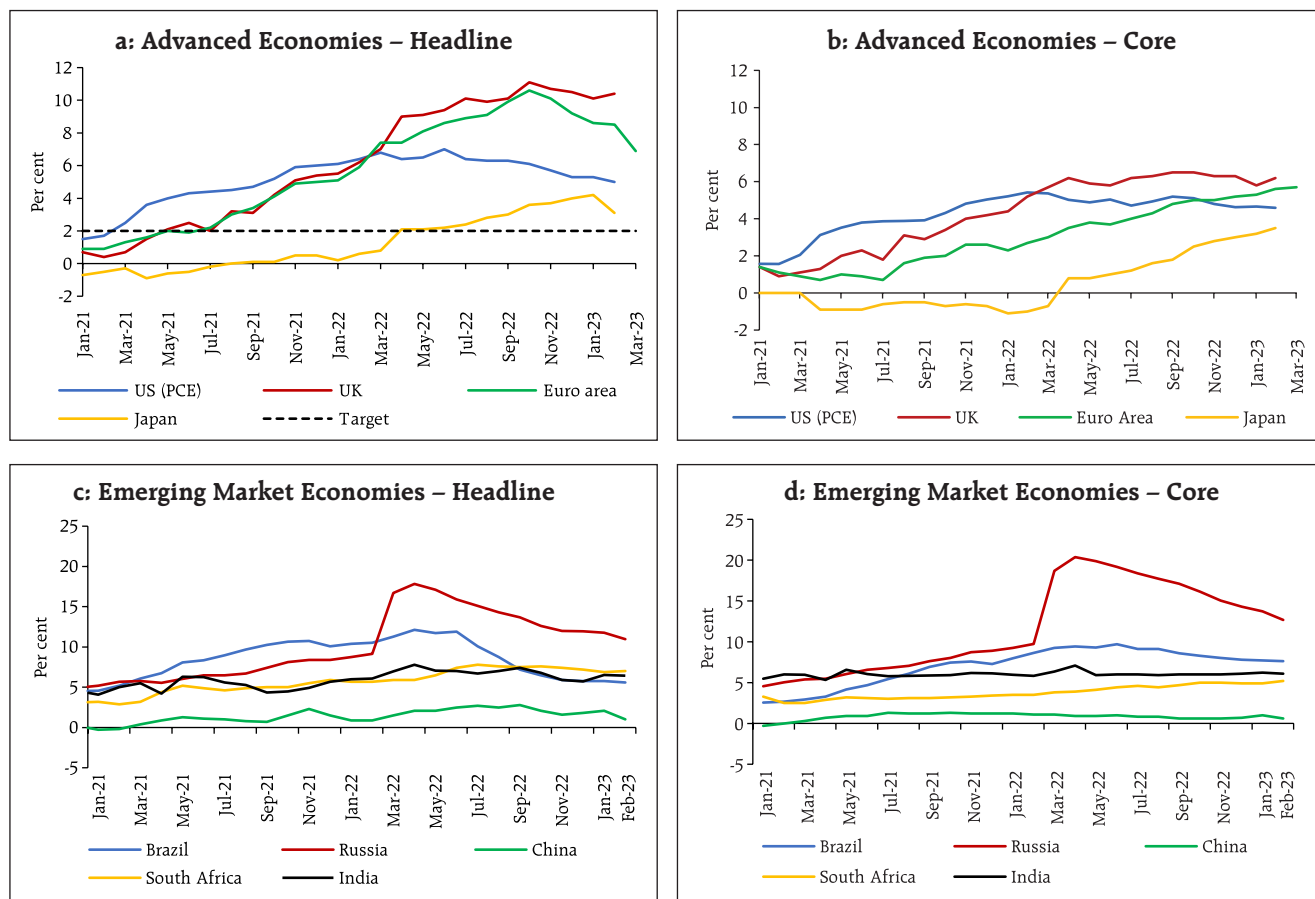 a: Advanced Economies – Headline
Per cent
12
10
8
6
4
2
0
-2
Jan-21
Mar-21
May-21
Jul-21
Sep-21
Nov-21
Jan-22
Mar-22
May-22
Jul-22
Sep-22
Nov-22
Jan-23
Mar-23
US (PCE) UK Euro area
Japan Target
b: Advanced Economies – Core
Per cent
12
10
8
6
4
2
0
-2
Jan-21
Mar-21
May-21
Jul-21
Sep-21
Nov-21
Jan-22
Mar-22
May-22
Jul-22
Sep-22
Nov-22
Jan-23
Mar-23
US (PCE) UK Euro Area Japan
c: Emerging Market Economies – Headline
Per cent
25
20
15
10
5
0
-5
Jan-21
Mar-21
May-21
Jul-21
Sep-21
Nov-21
Jan-22
Mar-22
May-22
Jul-22
Sep-22
Nov-22
Jan-23
Feb-23
Brazil Russia China
South Africa India
d: Emerging Market Economies – Core
Per cent
25
20
15
10
5
0
-5
Jan-21
Mar-21
May-21
Jul-21
Sep-21
Nov-21
Jan-22
Mar-22
May-22
Jul-22
Sep-22
Nov-22
Jan-23
Feb-23
Brazil Russia China
South Africa India